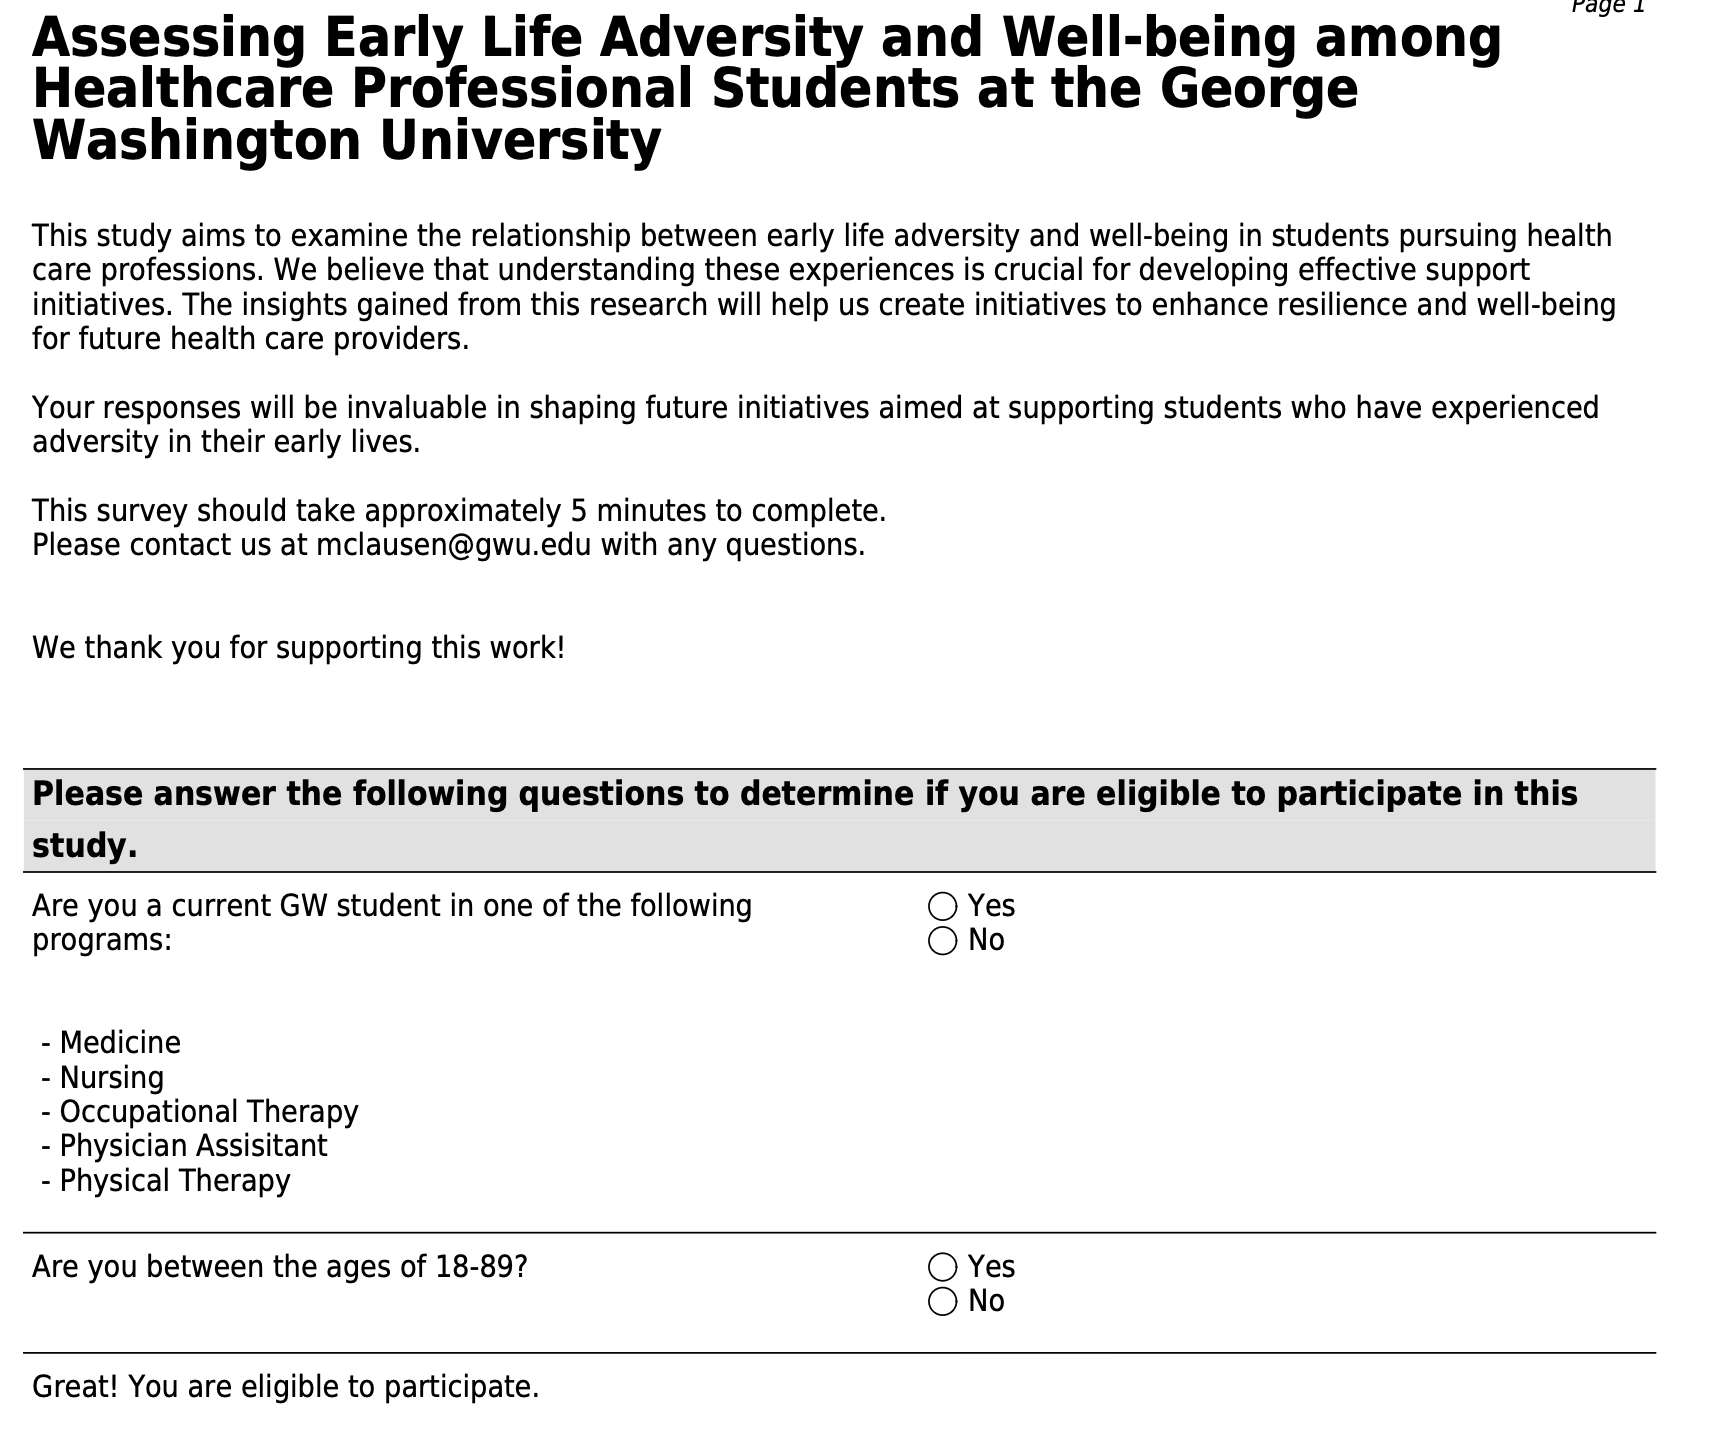 Page 1
Assessing Early Life Adversity and Well-being among
Healthcare Professional Students at the George
Washington University
This study aims to examine the relationship between early life adversity and well-being in students pursuing health
care professions. We believe that understanding these experiences is crucial for developing effective support
initiatives. The insights gained from this research will help us create initiatives to enhance resilience and well-being
for future health care providers.
Your responses will be invaluable in shaping future initiatives aimed at supporting students who have experienced
adversity in their early lives.
This survey should take approximately 5 minutes to complete.
Please contact us at mclausen@gwu.edu with any questions.
We thank you for supporting this work!
Please answer the following questions to determine if you are eligible to participate in this
study.
Are you a current GW student in one of the following
programs:
Yes
No
- Medicine
- Nursing
- Occupational Therapy
- Physician Assisitant
- Physical Therapy
Are you between the ages of 18-89?
Yes
No
Great! You are eligible to participate.